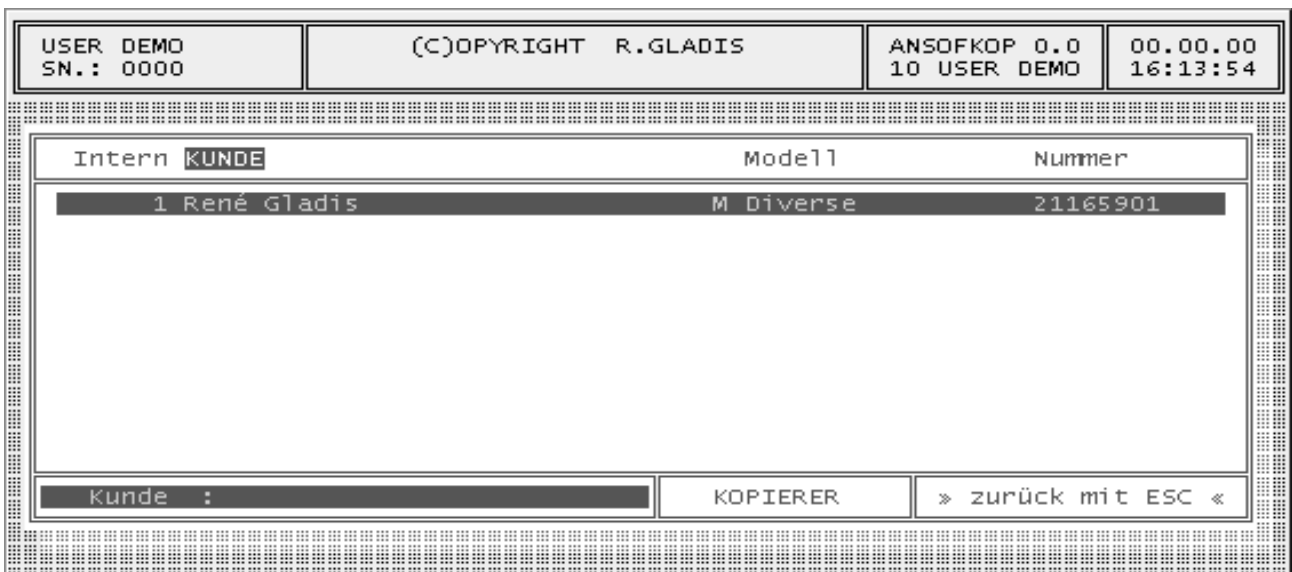 USER DEMO (C)OPYRIGHT R.GLADIS ANSOFKOP 0.0 00.00.00
SN.: 0000 10 USER DEMO 16:13:54
Intern KUNDE Modell Nummer
1 René Gladis M Diverse 21165901
Kunde : KOPIERER » zurück mit ESC «